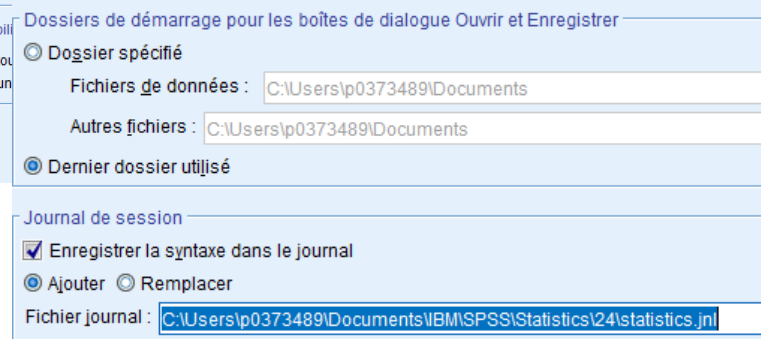 Dossiers de démarrage pour les boîtes de dialogue Ouvrir et Enregistrer
Dossier spécifié
Fichiers de données : C:\Users\p0373489\Documents
Autres fichiers : C:\Users\p0373489\Documents
Dernier dossier utilisé
Journal de session
Enregistrer la syntaxe dans le journal
Ajouter Remplacer
Fichier journal : C:\Users\p0373489\Documents\IBM\SPSS\Statistics\24\statistics.jnl